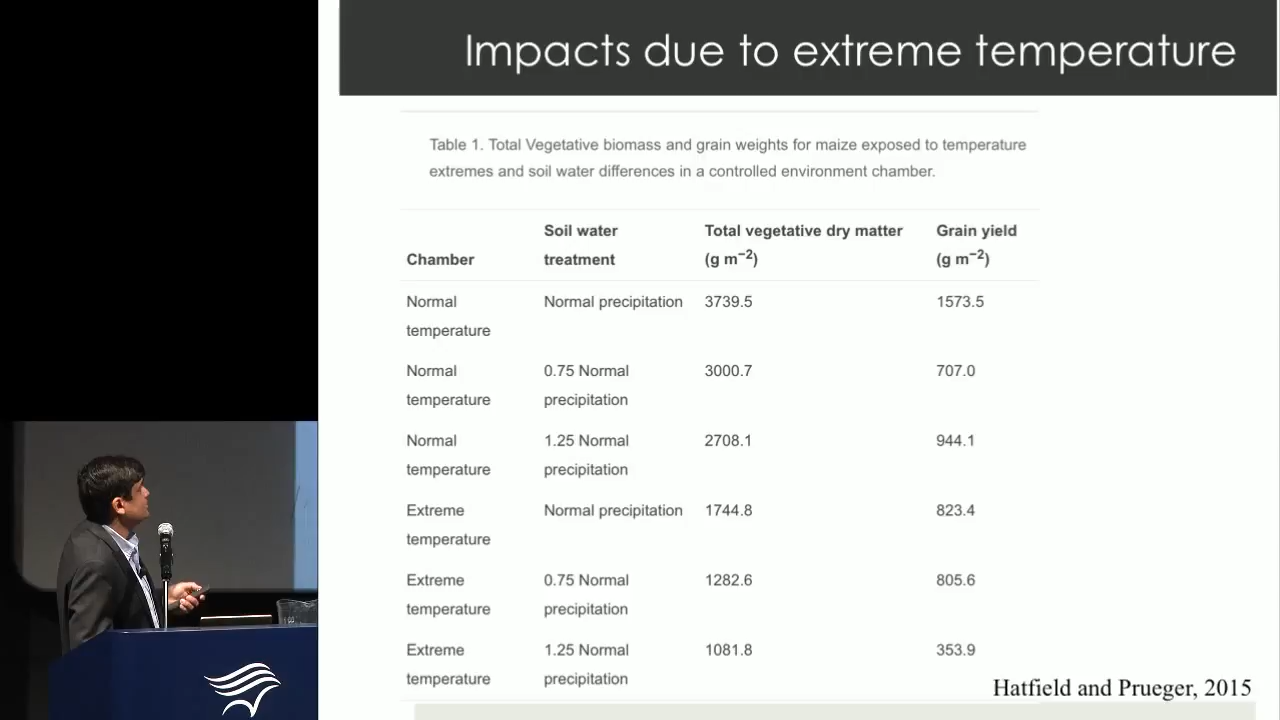 Impacts due to extreme temperature
Table 1. Total Vegetative biomass and grain weights for maize exposed to temperature
extremes and soil water differences in a controlled environment chamber.
Chamber Soil water treatment Total vegetative dry matter (g m⁻²) Grain yield (g m⁻²)
Normal temperature Normal precipitation 3739.5 1573.5
Normal temperature 0.75 Normal precipitation 3000.7 707.0
Normal temperature 1.25 Normal precipitation 2708.1 944.1
Extreme temperature Normal precipitation 1744.8 823.4
Extreme temperature 0.75 Normal precipitation 1282.6 805.6
Extreme temperature 1.25 Normal precipitation 1081.8 353.9
Hatfield and Prueger, 2015